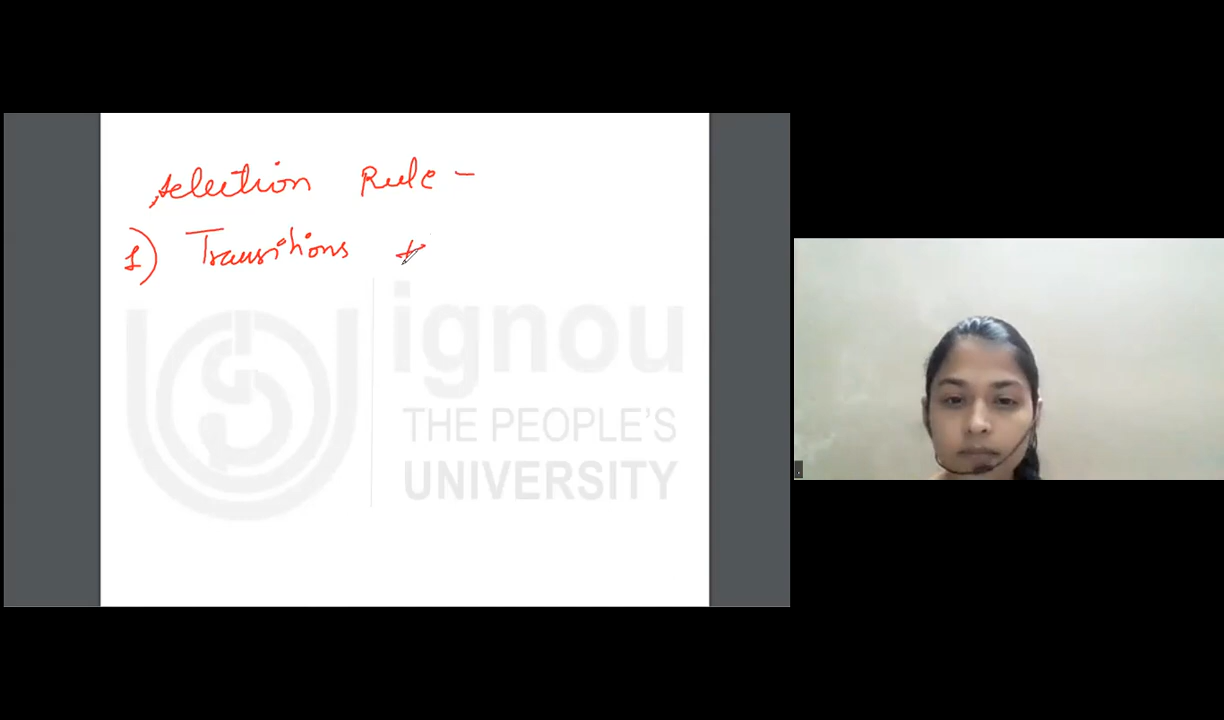 Selection Rule -
1) Transitions
ignou
THE PEOPLE'S
UNIVERSITY